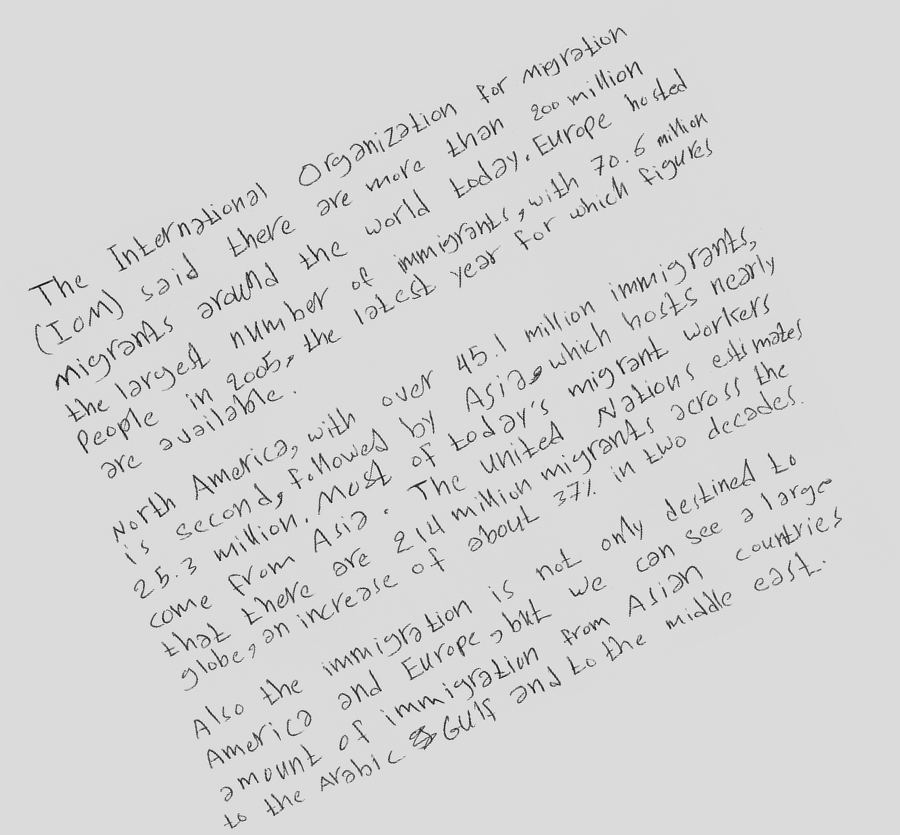 The International Organization for migration
(IOM) said there are more than 200 million
migrants around the world today. Europe hosted
the largest number of immigrants, with 70.6 million
People in 2005, the latest year for which figures
are available.
North America, with over 45.1 million immigrants,
is second, followed by Asia, which hosts nearly
25.3 million. Most of today's migrant workers
come from Asia. The United Nations estimates
that there are 214 million migrants across the
globe, an increase of about 37% in two decades.
Also the immigration is not only destined to
America and Europe, but we can see a large
amount of immigration from Asian countries
to the Arabic Gulf and to the middle east.